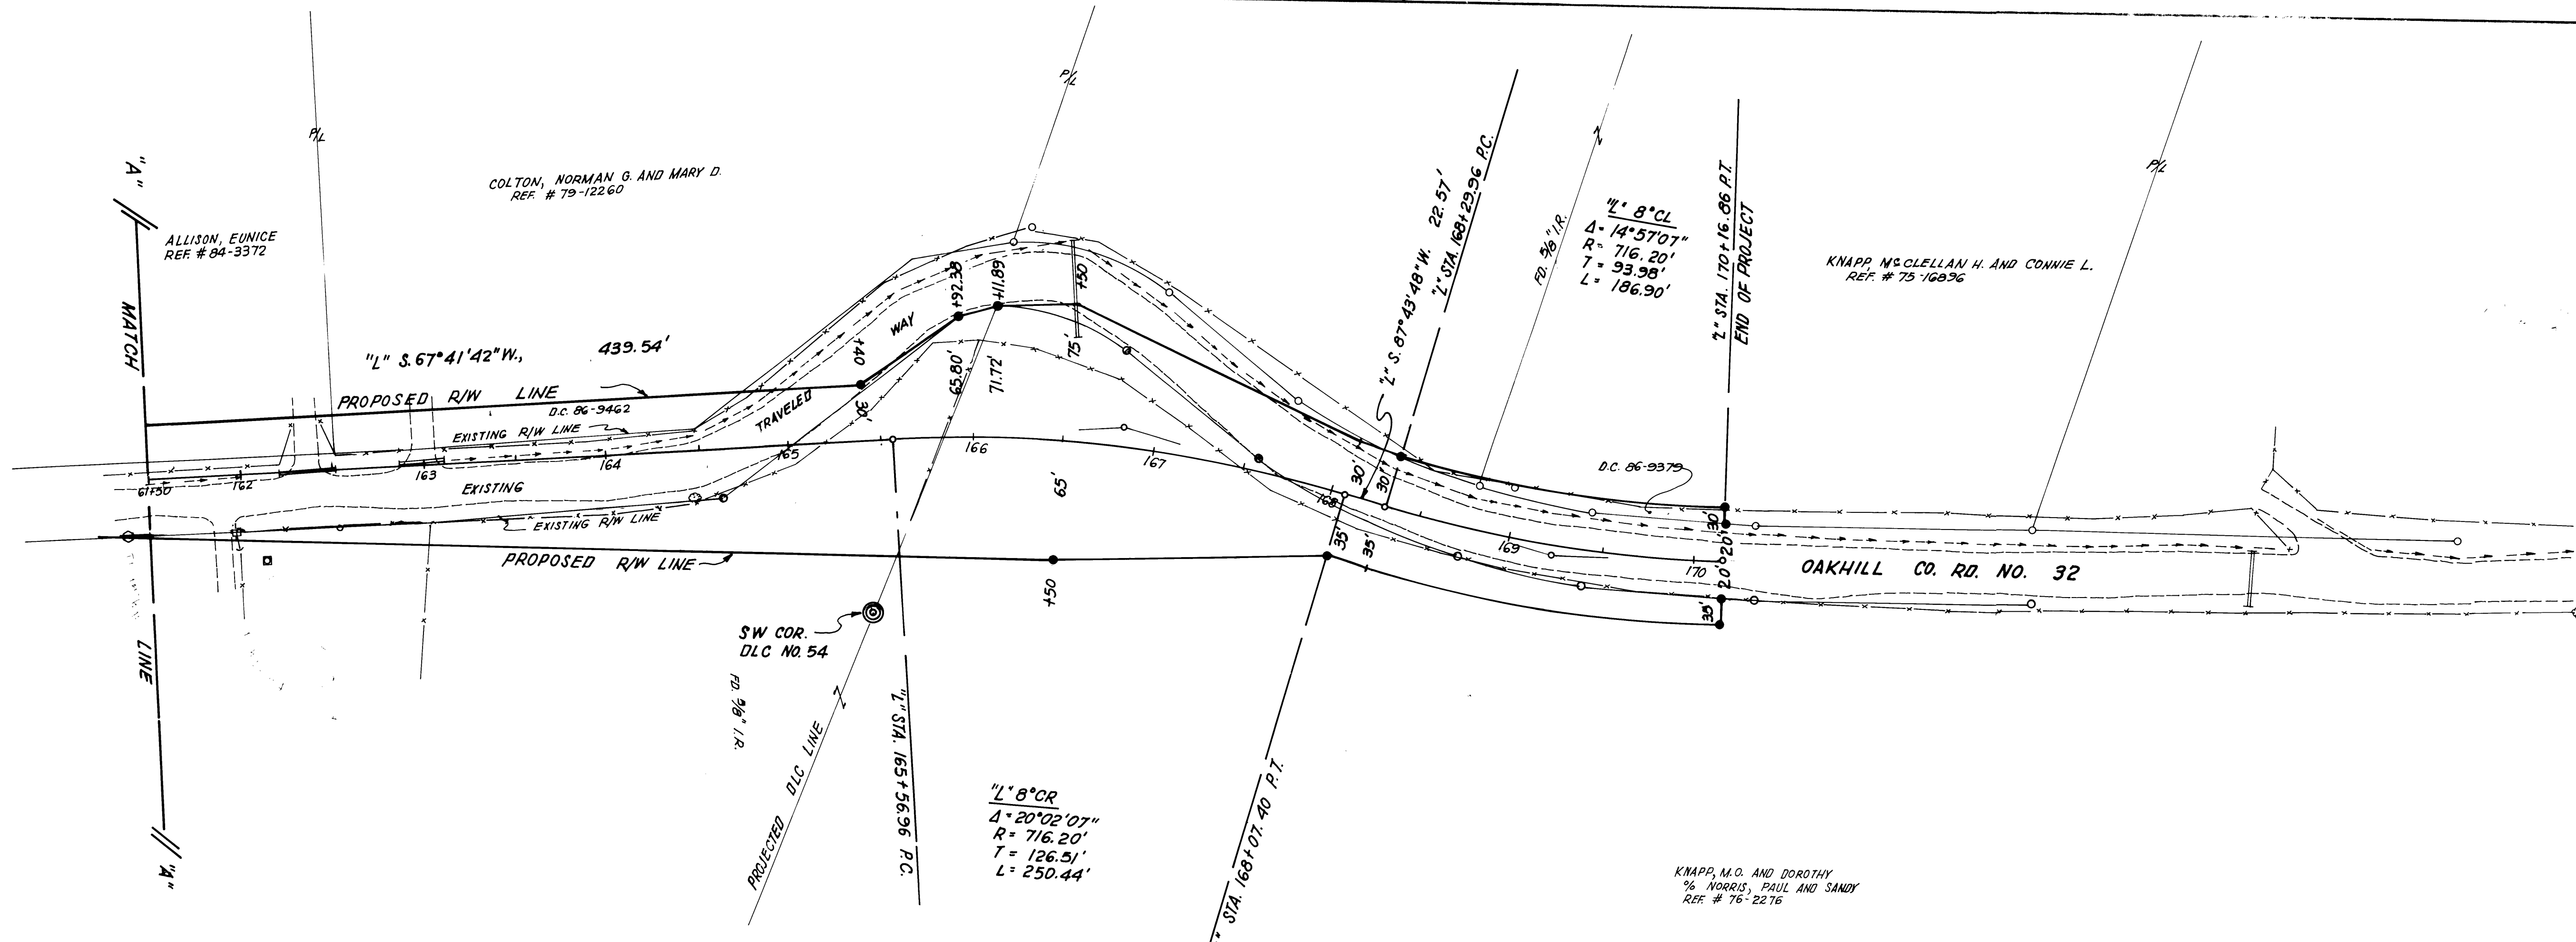 "A"
MATCH
LINE
"A"
ALLISON, EUNICE
REF. # 84-3372
P/L
COLTON, NORMAN G. AND MARY D.
REF. # 79-12260
"L" S. 67°41'42"W., 439.54'
PROPOSED R/W LINE
D.C. 86-9462
EXISTING R/W LINE
TRAVELED
WAY
EXISTING
EXISTING R/W LINE
PROPOSED R/W LINE
61+50
162
163
164
165
166
167
168
169
170
+40
30'
+92.38
65.80'
+11.89
71.72'
+50
75'
P/L
65'
+50
SW COR.
DLC NO. 54
FD. 5/8" I.R.
PROJECTED DLC LINE
"L" STA. 165+56.96 P.C.
"L" 8°CR
Δ = 20°02'07"
R = 716.20'
T = 126.51'
L = 250.44'
" STA. 168+07.40 P.T.
30'
30'
35'
35'
"L" S. 87°43'48"W. 22.57'
"L" STA. 168+29.96 P.C.
FD. 5/8" I.R.
"L" 8°CL
Δ = 14°57'07"
R = 716.20'
T = 93.98'
L = 186.90'
"L" STA. 170+16.86 P.T.
END OF PROJECT
D.C. 86-9379
30'
20'
20'
35'
OAKHILL CO. RD. NO. 32
KNAPP, McCLELLAN H. AND CONNIE L.
REF. # 75-16896
P/L
KNAPP, M.O. AND DOROTHY
% NORRIS, PAUL AND SANDY
REF. # 76-2276